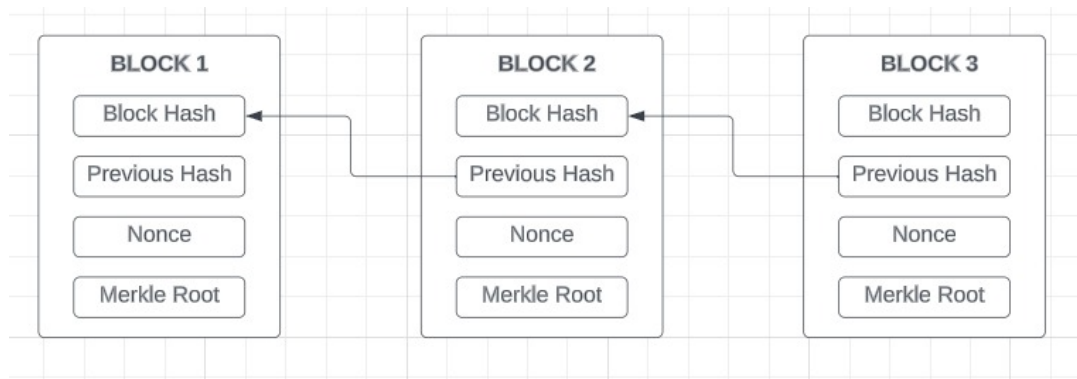 BLOCK 1
Block Hash
Previous Hash
Nonce
Merkle Root
BLOCK 2
Block Hash
Previous Hash
Nonce
Merkle Root
BLOCK 3
Block Hash
Previous Hash
Nonce
Merkle Root